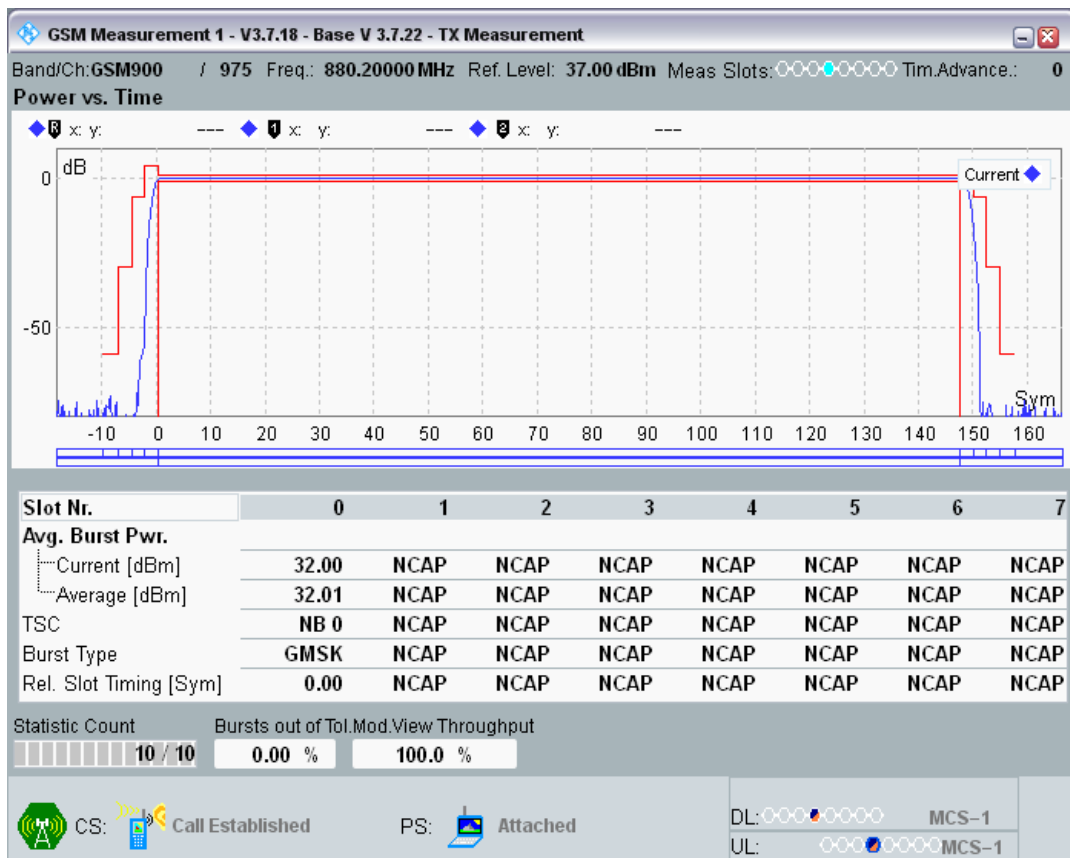 GSM Measurement 1 - V3.7.18 - Base V 3.7.22 - TX Measurement
Band/Ch:GSM900 / 975 Freq.: 880.20000 MHz Ref. Level: 37.00 dBm Meas Slots: Tim.Advance.: 0
Power vs. Time
R x: y: --- 1 x: y: --- 2 x: y: ---
dB
Current
0
-50
Sym
-10 0 10 20 30 40 50 60 70 80 90 100 110 120 130 140 150 160
Slot Nr. 0 1 2 3 4 5 6 7
Avg. Burst Pwr.
Current [dBm] 32.00 NCAP NCAP NCAP NCAP NCAP NCAP NCAP
Average [dBm] 32.01 NCAP NCAP NCAP NCAP NCAP NCAP NCAP
TSC NB 0 NCAP NCAP NCAP NCAP NCAP NCAP NCAP
Burst Type GMSK NCAP NCAP NCAP NCAP NCAP NCAP NCAP
Rel. Slot Timing [Sym] 0.00 NCAP NCAP NCAP NCAP NCAP NCAP NCAP
Statistic Count Bursts out of Tol.Mod.View Throughput
10 / 10 0.00 % 100.0 %
CS: Call Established PS: Attached
DL: MCS-1
UL: MCS-1